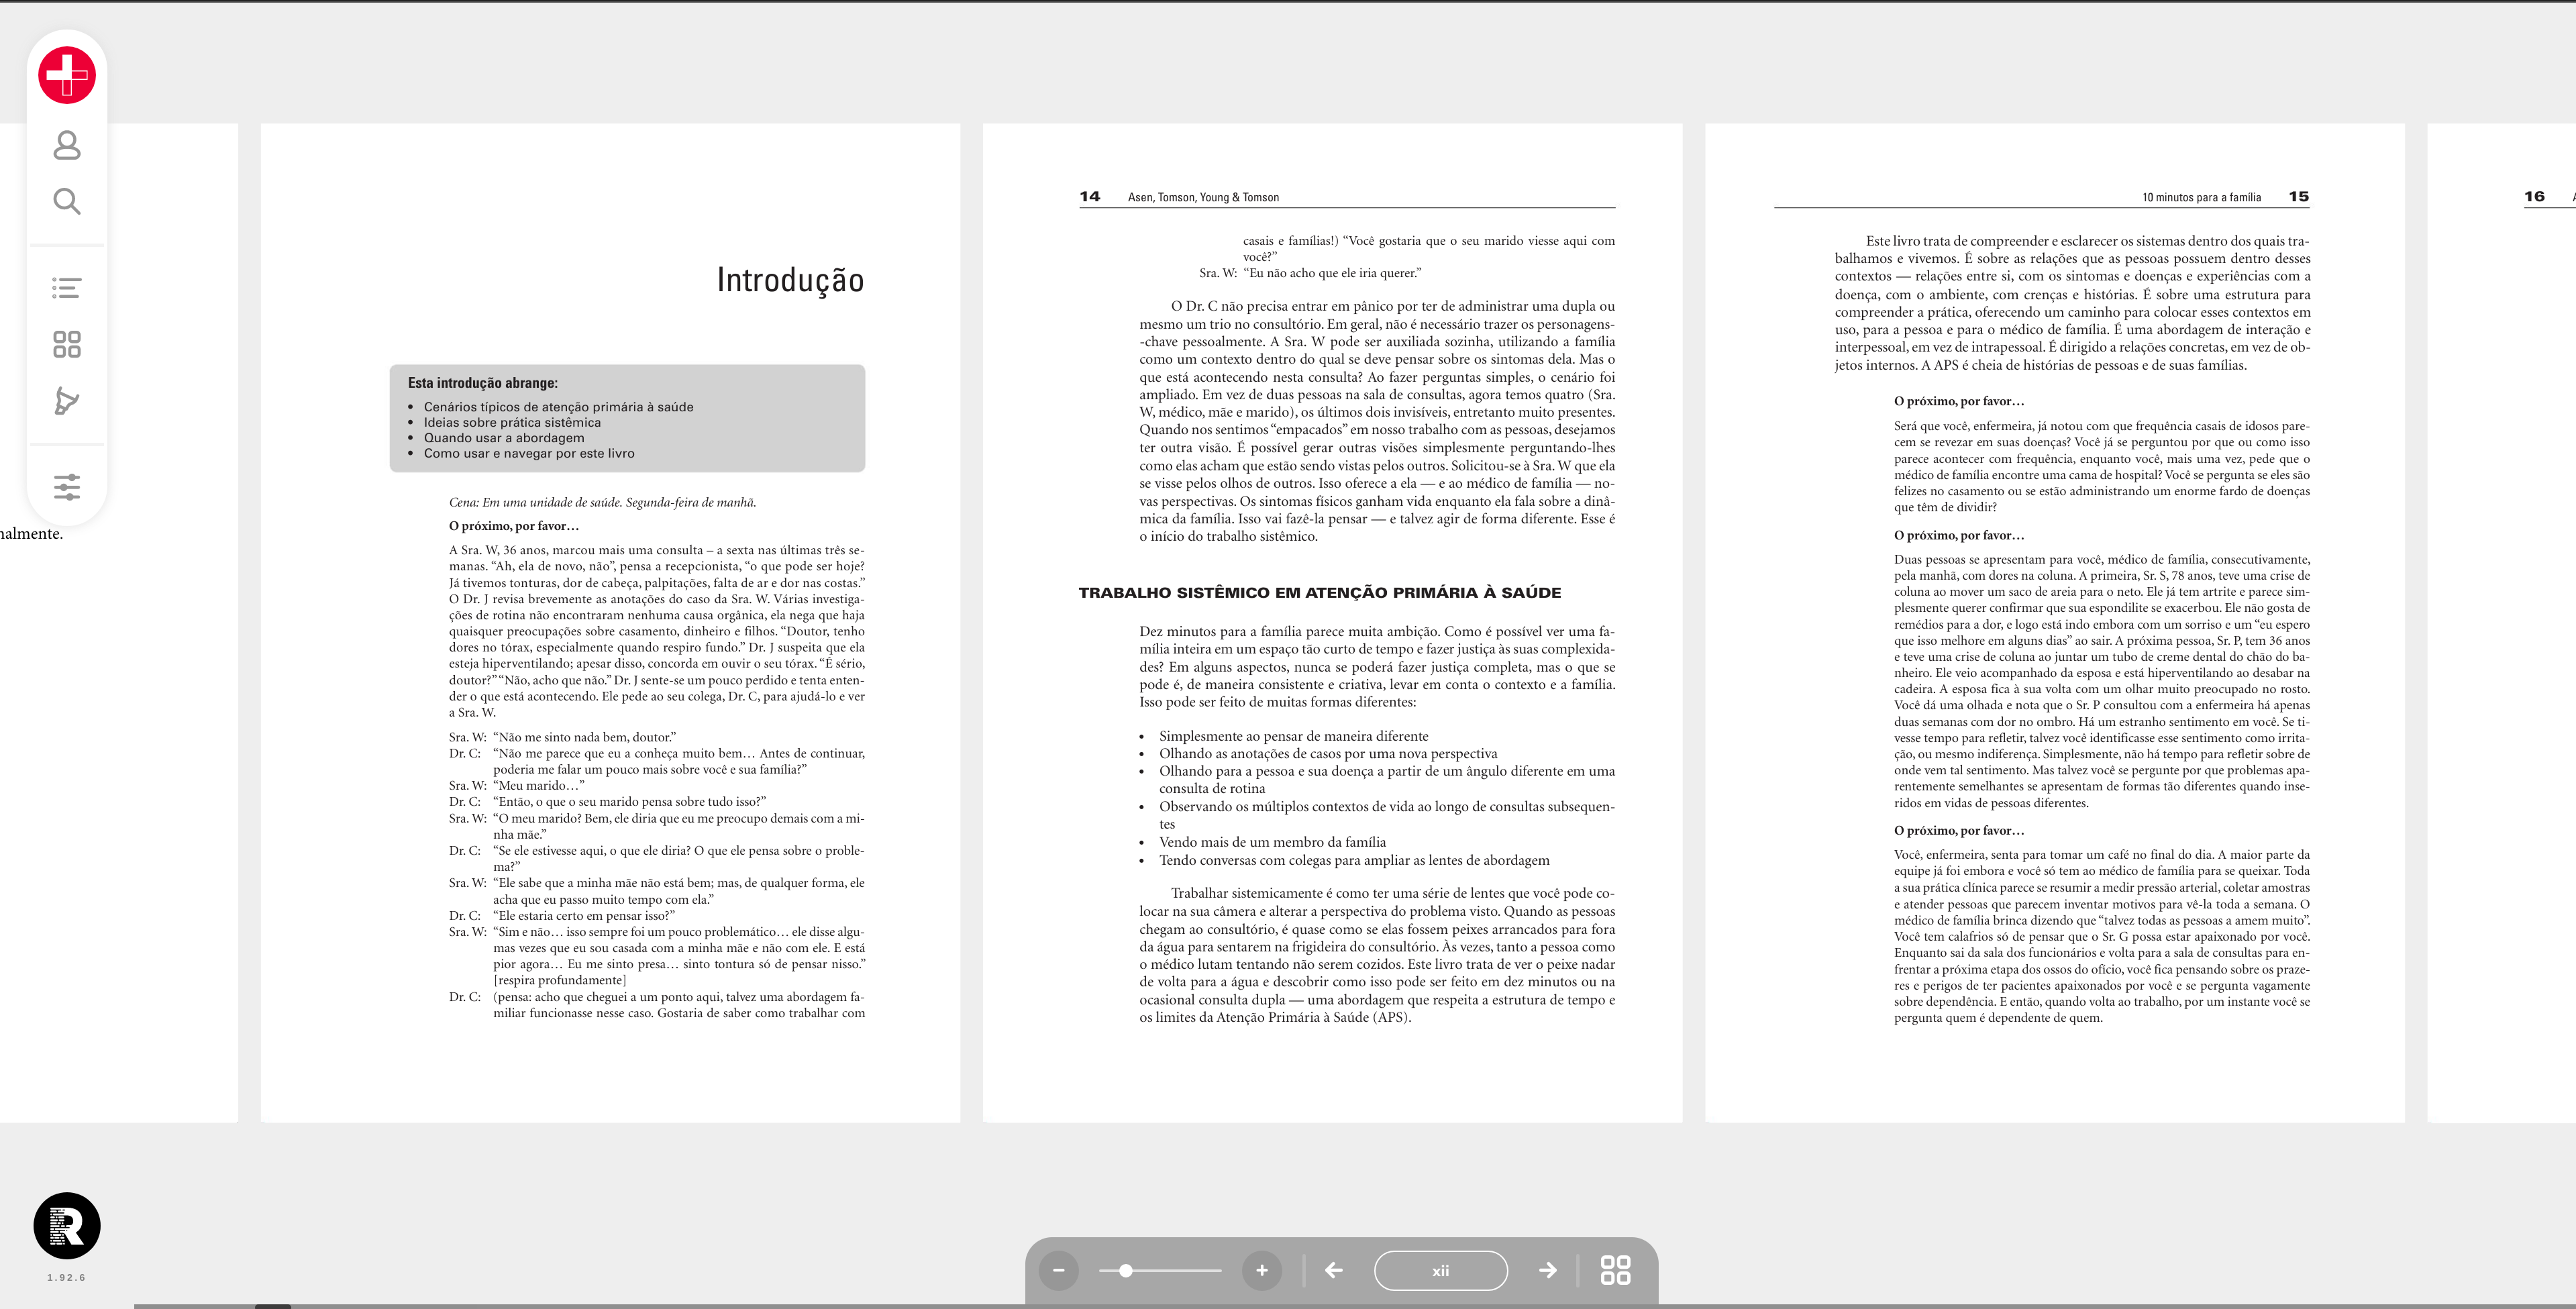 nalmente.
Introdução
Esta introdução abrange:
• Cenários típicos de atenção primária à saúde
• Ideias sobre prática sistêmica
• Quando usar a abordagem
• Como usar e navegar por este livro
Cena: Em uma unidade de saúde. Segunda-feira de manhã.
O próximo, por favor…
A Sra. W, 36 anos, marcou mais uma consulta – a sexta nas últimas três se-
manas. “Ah, ela de novo, não”, pensa a recepcionista, “o que pode ser hoje?
Já tivemos tonturas, dor de cabeça, palpitações, falta de ar e dor nas costas.”
O Dr. J revisa brevemente as anotações do caso da Sra. W. Várias investiga-
ções de rotina não encontraram nenhuma causa orgânica, ela nega que haja
quaisquer preocupações sobre casamento, dinheiro e filhos. “Doutor, tenho
dores no tórax, especialmente quando respiro fundo.” Dr. J suspeita que ela
esteja hiperventilando; apesar disso, concorda em ouvir o seu tórax. “É sério,
doutor?” “Não, acho que não.” Dr. J sente-se um pouco perdido e tenta enten-
der o que está acontecendo. Ele pede ao seu colega, Dr. C, para ajudá-lo e ver
a Sra. W.
Sra. W: “Não me sinto nada bem, doutor.”
Dr. C: “Não me parece que eu a conheça muito bem… Antes de continuar,
poderia me falar um pouco mais sobre você e sua família?”
Sra. W: “Meu marido…”
Dr. C: “Então, o que o seu marido pensa sobre tudo isso?”
Sra. W: “O meu marido? Bem, ele diria que eu me preocupo demais com a mi-
nha mãe.”
Dr. C: “Se ele estivesse aqui, o que ele diria? O que ele pensa sobre o proble-
ma?”
Sra. W: “Ele sabe que a minha mãe não está bem; mas, de qualquer forma, ele
acha que eu passo muito tempo com ela.”
Dr. C: “Ele estaria certo em pensar isso?”
Sra. W: “Sim e não… isso sempre foi um pouco problemático… ele disse algu-
mas vezes que eu sou casada com a minha mãe e não com ele. E está
pior agora… Eu me sinto presa… sinto tontura só de pensar nisso.”
[respira profundamente]
Dr. C: (pensa: acho que cheguei a um ponto aqui, talvez uma abordagem fa-
miliar funcionasse nesse caso. Gostaria de saber como trabalhar com
14 Asen, Tomson, Young & Tomson
casais e famílias!) “Você gostaria que o seu marido viesse aqui com
você?”
Sra. W: “Eu não acho que ele iria querer.”
O Dr. C não precisa entrar em pânico por ter de administrar uma dupla ou
mesmo um trio no consultório. Em geral, não é necessário trazer os personagens-
-chave pessoalmente. A Sra. W pode ser auxiliada sozinha, utilizando a família
como um contexto dentro do qual se deve pensar sobre os sintomas dela. Mas o
que está acontecendo nesta consulta? Ao fazer perguntas simples, o cenário foi
ampliado. Em vez de duas pessoas na sala de consultas, agora temos quatro (Sra.
W, médico, mãe e marido), os últimos dois invisíveis, entretanto muito presentes.
Quando nos sentimos “empacados” em nosso trabalho com as pessoas, desejamos
ter outra visão. É possível gerar outras visões simplesmente perguntando-lhes
como elas acham que estão sendo vistas pelos outros. Solicitou-se à Sra. W que ela
se visse pelos olhos de outros. Isso oferece a ela — e ao médico de família — no-
vas perspectivas. Os sintomas físicos ganham vida enquanto ela fala sobre a dinâ-
mica da família. Isso vai fazê-la pensar — e talvez agir de forma diferente. Esse é
o início do trabalho sistêmico.
TRABALHO SISTÊMICO EM ATENÇÃO PRIMÁRIA À SAÚDE
Dez minutos para a família parece muita ambição. Como é possível ver uma fa-
mília inteira em um espaço tão curto de tempo e fazer justiça às suas complexida-
des? Em alguns aspectos, nunca se poderá fazer justiça completa, mas o que se
pode é, de maneira consistente e criativa, levar em conta o contexto e a família.
Isso pode ser feito de muitas formas diferentes:
• Simplesmente ao pensar de maneira diferente
• Olhando as anotações de casos por uma nova perspectiva
• Olhando para a pessoa e sua doença a partir de um ângulo diferente em uma
consulta de rotina
• Observando os múltiplos contextos de vida ao longo de consultas subsequen-
tes
• Vendo mais de um membro da família
• Tendo conversas com colegas para ampliar as lentes de abordagem
Trabalhar sistemicamente é como ter uma série de lentes que você pode co-
locar na sua câmera e alterar a perspectiva do problema visto. Quando as pessoas
chegam ao consultório, é quase como se elas fossem peixes arrancados para fora
da água para sentarem na frigideira do consultório. Às vezes, tanto a pessoa como
o médico lutam tentando não serem cozidos. Este livro trata de ver o peixe nadar
de volta para a água e descobrir como isso pode ser feito em dez minutos ou na
ocasional consulta dupla — uma abordagem que respeita a estrutura de tempo e
os limites da Atenção Primária à Saúde (APS).
10 minutos para a família 15
Este livro trata de compreender e esclarecer os sistemas dentro dos quais tra-
balhamos e vivemos. É sobre as relações que as pessoas possuem dentro desses
contextos — relações entre si, com os sintomas e doenças e experiências com a
doença, com o ambiente, com crenças e histórias. É sobre uma estrutura para
compreender a prática, oferecendo um caminho para colocar esses contextos em
uso, para a pessoa e para o médico de família. É uma abordagem de interação e
interpessoal, em vez de intrapessoal. É dirigido a relações concretas, em vez de ob-
jetos internos. A APS é cheia de histórias de pessoas e de suas famílias.
O próximo, por favor…
Será que você, enfermeira, já notou com que frequência casais de idosos pare-
cem se revezar em suas doenças? Você já se perguntou por que ou como isso
parece acontecer com frequência, enquanto você, mais uma vez, pede que o
médico de família encontre uma cama de hospital? Você se pergunta se eles são
felizes no casamento ou se estão administrando um enorme fardo de doenças
que têm de dividir?
O próximo, por favor…
Duas pessoas se apresentam para você, médico de família, consecutivamente,
pela manhã, com dores na coluna. A primeira, Sr. S, 78 anos, teve uma crise de
coluna ao mover um saco de areia para o neto. Ele já tem artrite e parece sim-
plesmente querer confirmar que sua espondilite se exacerbou. Ele não gosta de
remédios para a dor, e logo está indo embora com um sorriso e um “eu espero
que isso melhore em alguns dias” ao sair. A próxima pessoa, Sr. P, tem 36 anos
e teve uma crise de coluna ao juntar um tubo de creme dental do chão do ba-
nheiro. Ele veio acompanhado da esposa e está hiperventilando ao desabar na
cadeira. A esposa fica à sua volta com um olhar muito preocupado no rosto.
Você dá uma olhada e nota que o Sr. P consultou com a enfermeira há apenas
duas semanas com dor no ombro. Há um estranho sentimento em você. Se ti-
vesse tempo para refletir, talvez você identificasse esse sentimento como irrita-
ção, ou mesmo indiferença. Simplesmente, não há tempo para refletir sobre de
onde vem tal sentimento. Mas talvez você se pergunte por que problemas apa-
rentemente semelhantes se apresentam de formas tão diferentes quando inse-
ridos em vidas de pessoas diferentes.
O próximo, por favor…
Você, enfermeira, senta para tomar um café no final do dia. A maior parte da
equipe já foi embora e você só tem ao médico de família para se queixar. Toda
a sua prática clínica parece se resumir a medir pressão arterial, coletar amostras
e atender pessoas que parecem inventar motivos para vê-la toda a semana. O
médico de família brinca dizendo que “talvez todas as pessoas a amem muito”.
Você tem calafrios só de pensar que o Sr. G possa estar apaixonado por você.
Enquanto sai da sala dos funcionários e volta para a sala de consultas para en-
frentar a próxima etapa dos ossos do ofício, você fica pensando sobre os praze-
res e perigos de ter pacientes apaixonados por você e se pergunta vagamente
sobre dependência. E então, quando volta ao trabalho, por um instante você se
pergunta quem é dependente de quem.
16 A
R
1.92.6
xii